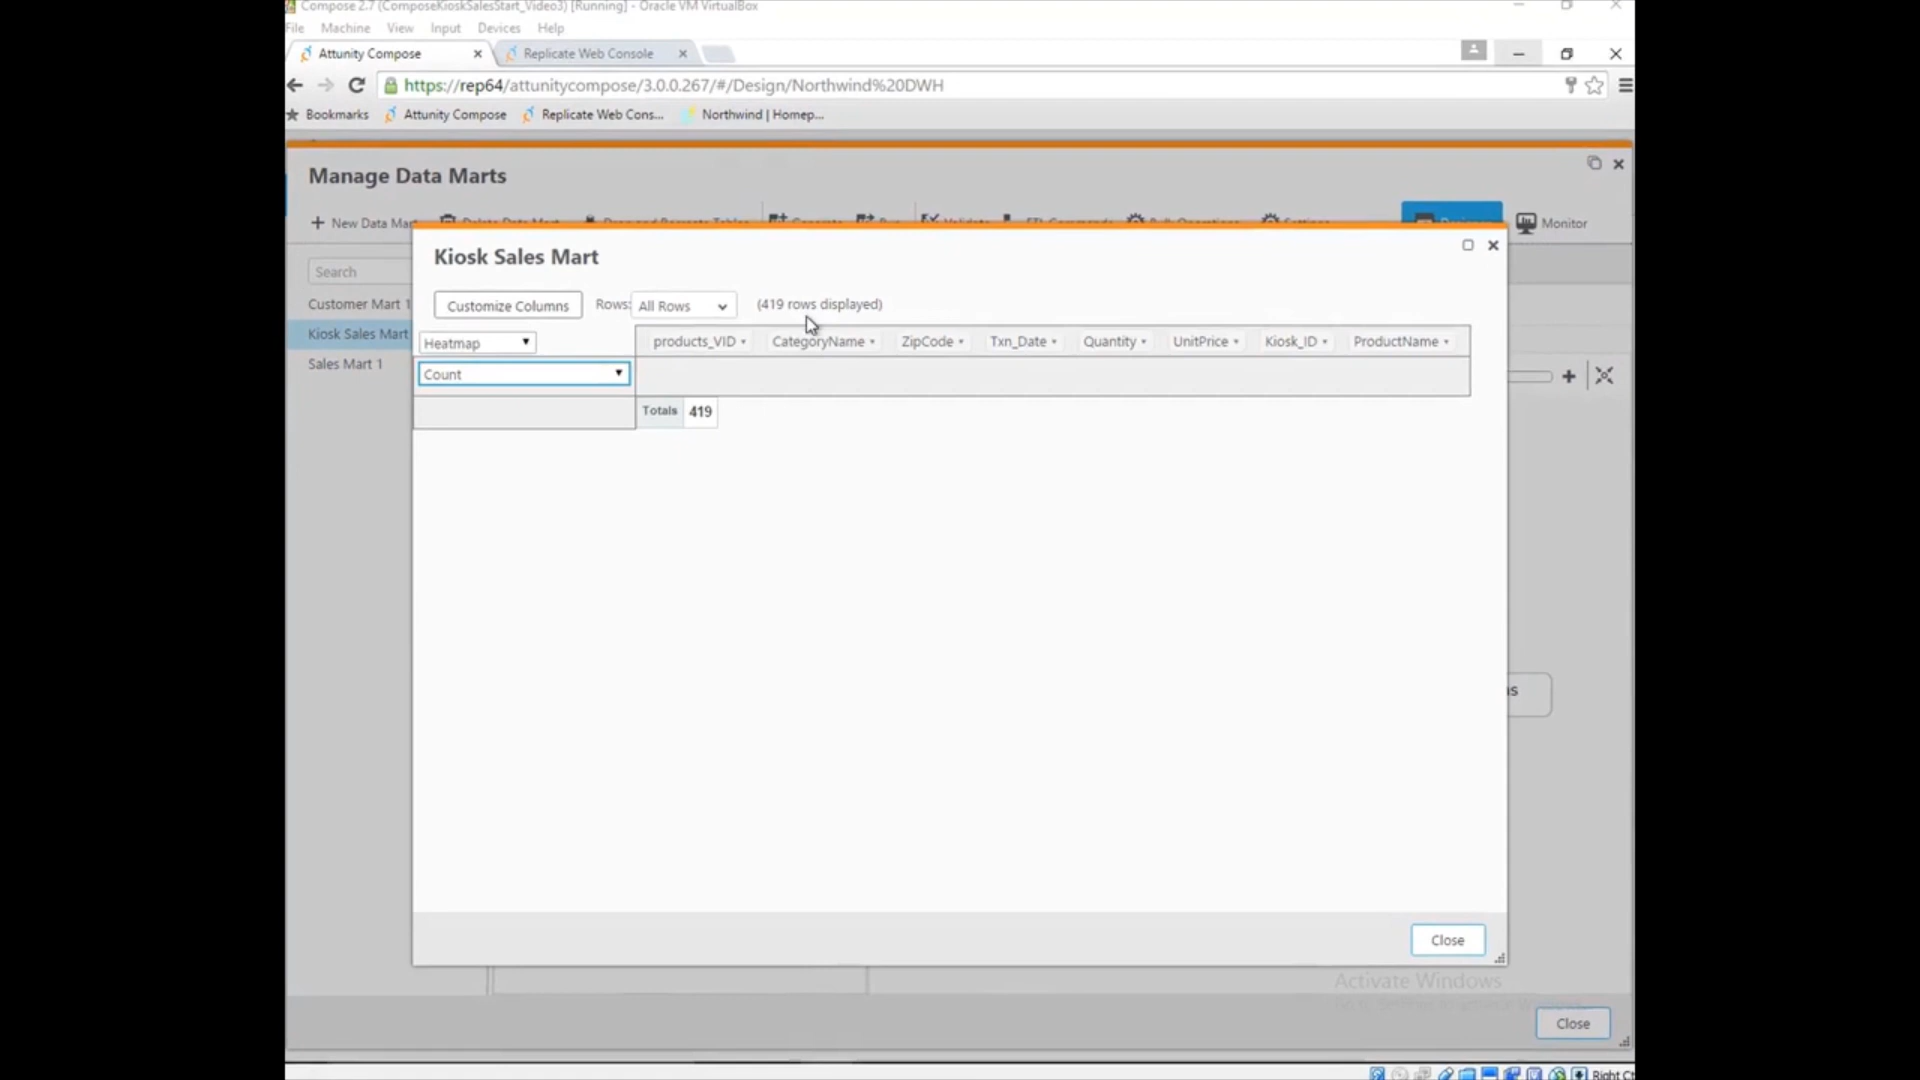 Compose 2.7 (ComposeKioskSalesStart_Video3) [Running] - Oracle VM VirtualBox
File Machine View Input Devices Help
Attunity Compose
Replicate Web Console
https://rep64/attunitycompose/3.0.0.267/#/Design/Northwind%20DWH
Bookmarks Attunity Compose Replicate Web Cons... Northwind | Homep...
Manage Data Marts
New Data Mart Monitor
Kiosk Sales Mart
Search
Customer Mart 1
Kiosk Sales Mart
Sales Mart 1
Customize Columns Rows: All Rows (419 rows displayed)
Heatmap products_VID CategoryName ZipCode Txn_Date Quantity UnitPrice Kiosk_ID ProductName
Count
Totals 419
Close
Activate Windows
Close
Right Ct